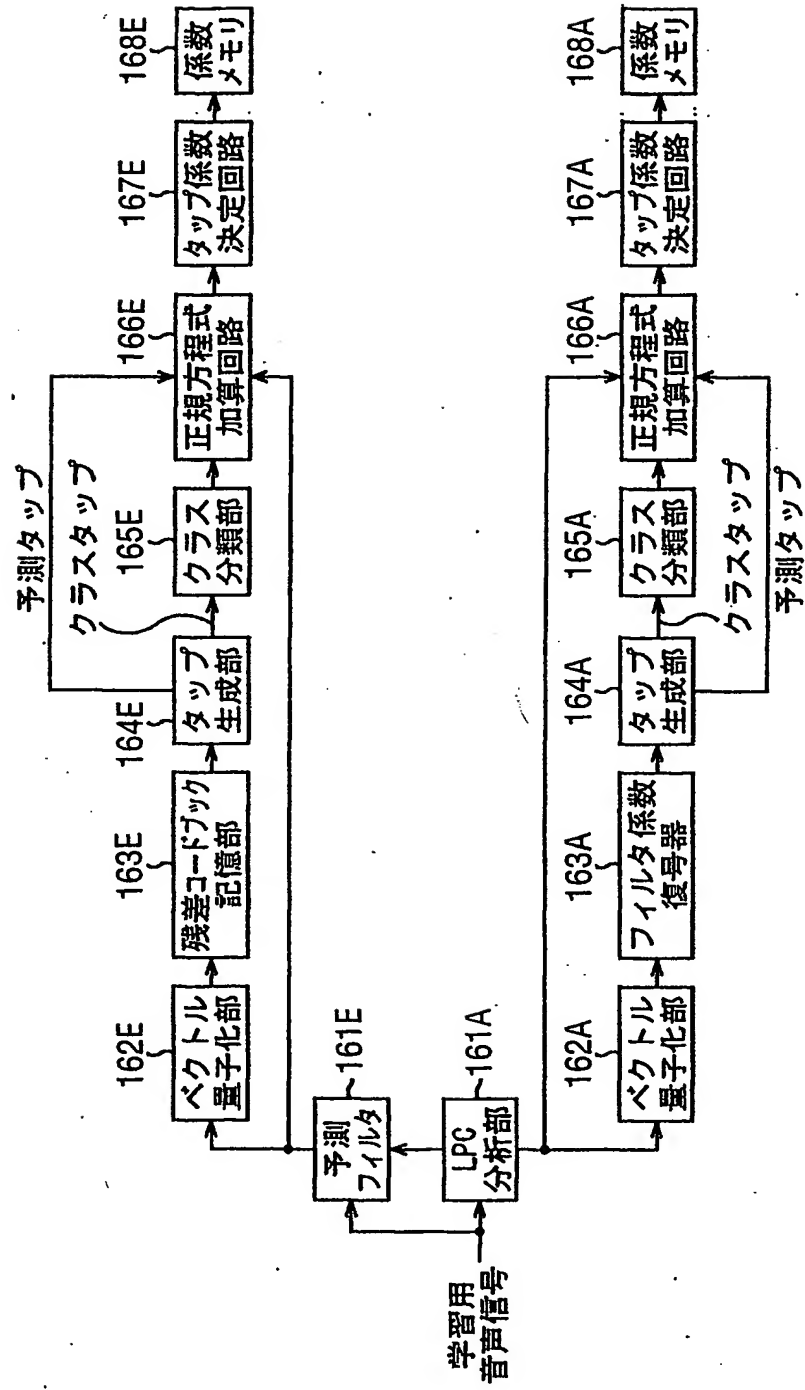 予測タップ
クラスタップ
162E
ベクトル
量子化部
163E
残差コードブック
記憶部
164E
タップ
生成部
165E
クラス
分類部
166E
正規方程式
加算回路
167E
タップ係数
決定回路
168E
係数
メモリ
学習用
音声信号
161E
予測
フィルタ
161A
LPC
分析部
162A
ベクトル
量子化部
163A
フィルタ係数
復号器
164A
タップ
生成部
165A
クラス
分類部
166A
正規方程式
加算回路
167A
タップ係数
決定回路
168A
係数
メモリ
クラスタップ
予測タップ